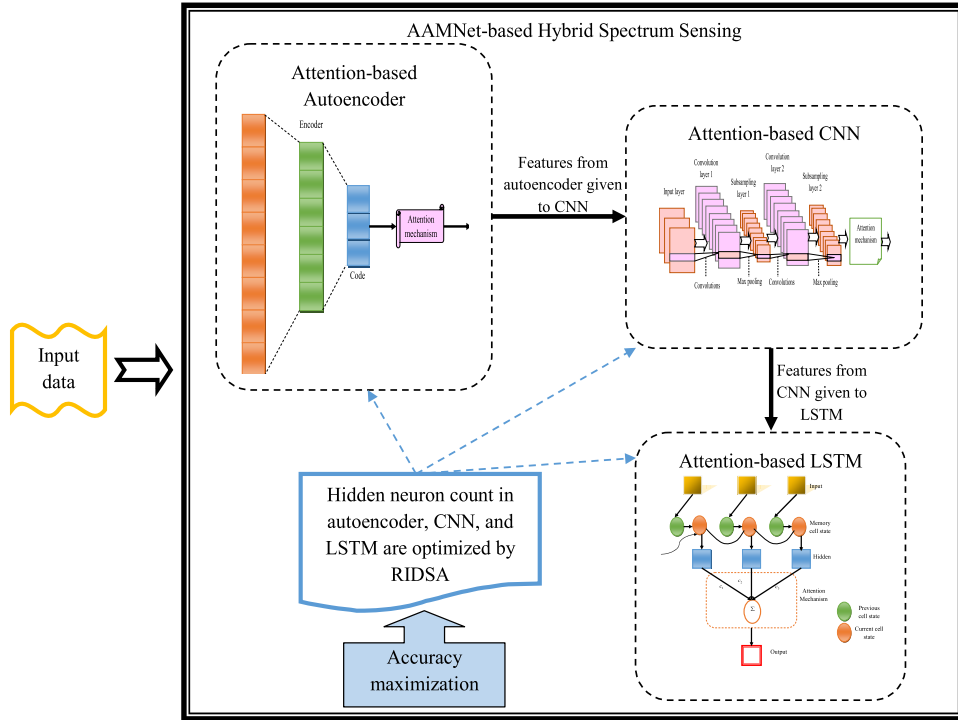 AAMNet-based Hybrid Spectrum Sensing
Attention-based
Autoencoder
Encoder
Attention
mechanism
Code
Features from
autoencoder given
to CNN
Attention-based CNN
Input layer
Convolution
layer 1
Subsampling
layer 1
Convolution
layer 2
Subsampling
layer 2
Attention
mechanism
Convolutions
Max pooling
Convolutions
Max pooling
Input
data
Features from
CNN given to
LSTM
Attention-based LSTM
Input
Memory
cell state
Hidden
Attention
Mechanism
Σ
Previous
cell state
Current cell
state
Output
Hidden neuron count in
autoencoder, CNN, and
LSTM are optimized by
RIDSA
Accuracy
maximization